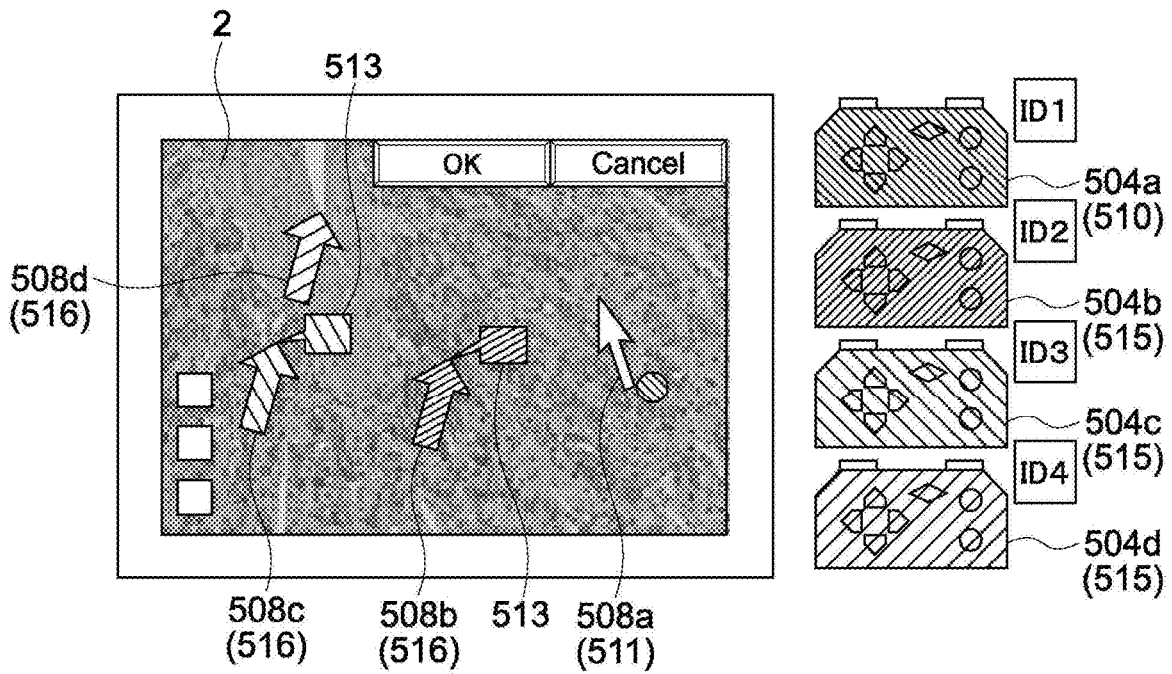 2
513
OK
Cancel
508d
(516)
508c
(516)
508b
(516)
513
508a
(511)
ID1
504a
(510)
ID2
504b
(515)
ID3
504c
(515)
ID4
504d
(515)